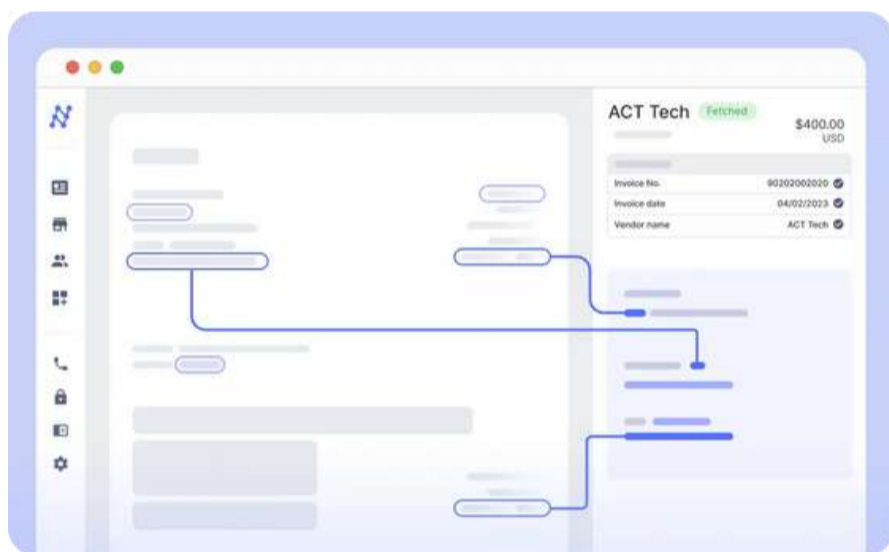 ACT Tech Fetched
$400.00
USD
Invoice No. 90202002020
Invoice date 04/02/2023
Vendor name ACT Tech